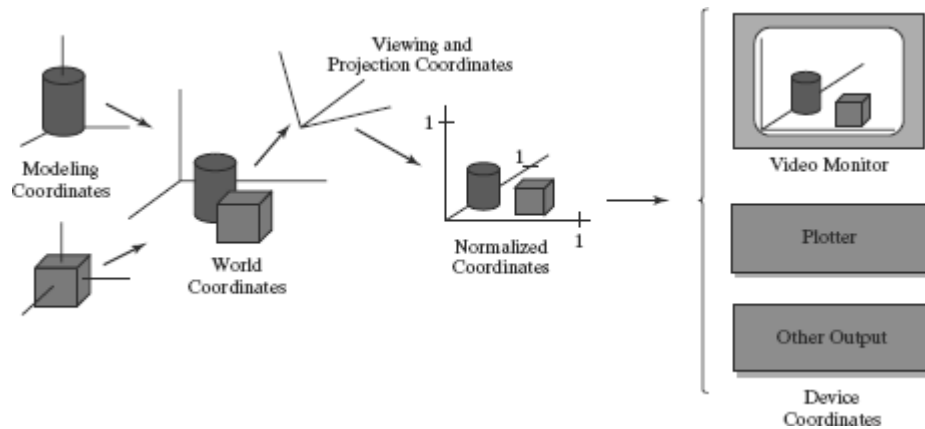 Modeling
Coordinates
World
Coordinates
Viewing and
Projection Coordinates
1
1
1
Normalized
Coordinates
Video Monitor
Plotter
Other Output
Device
Coordinates